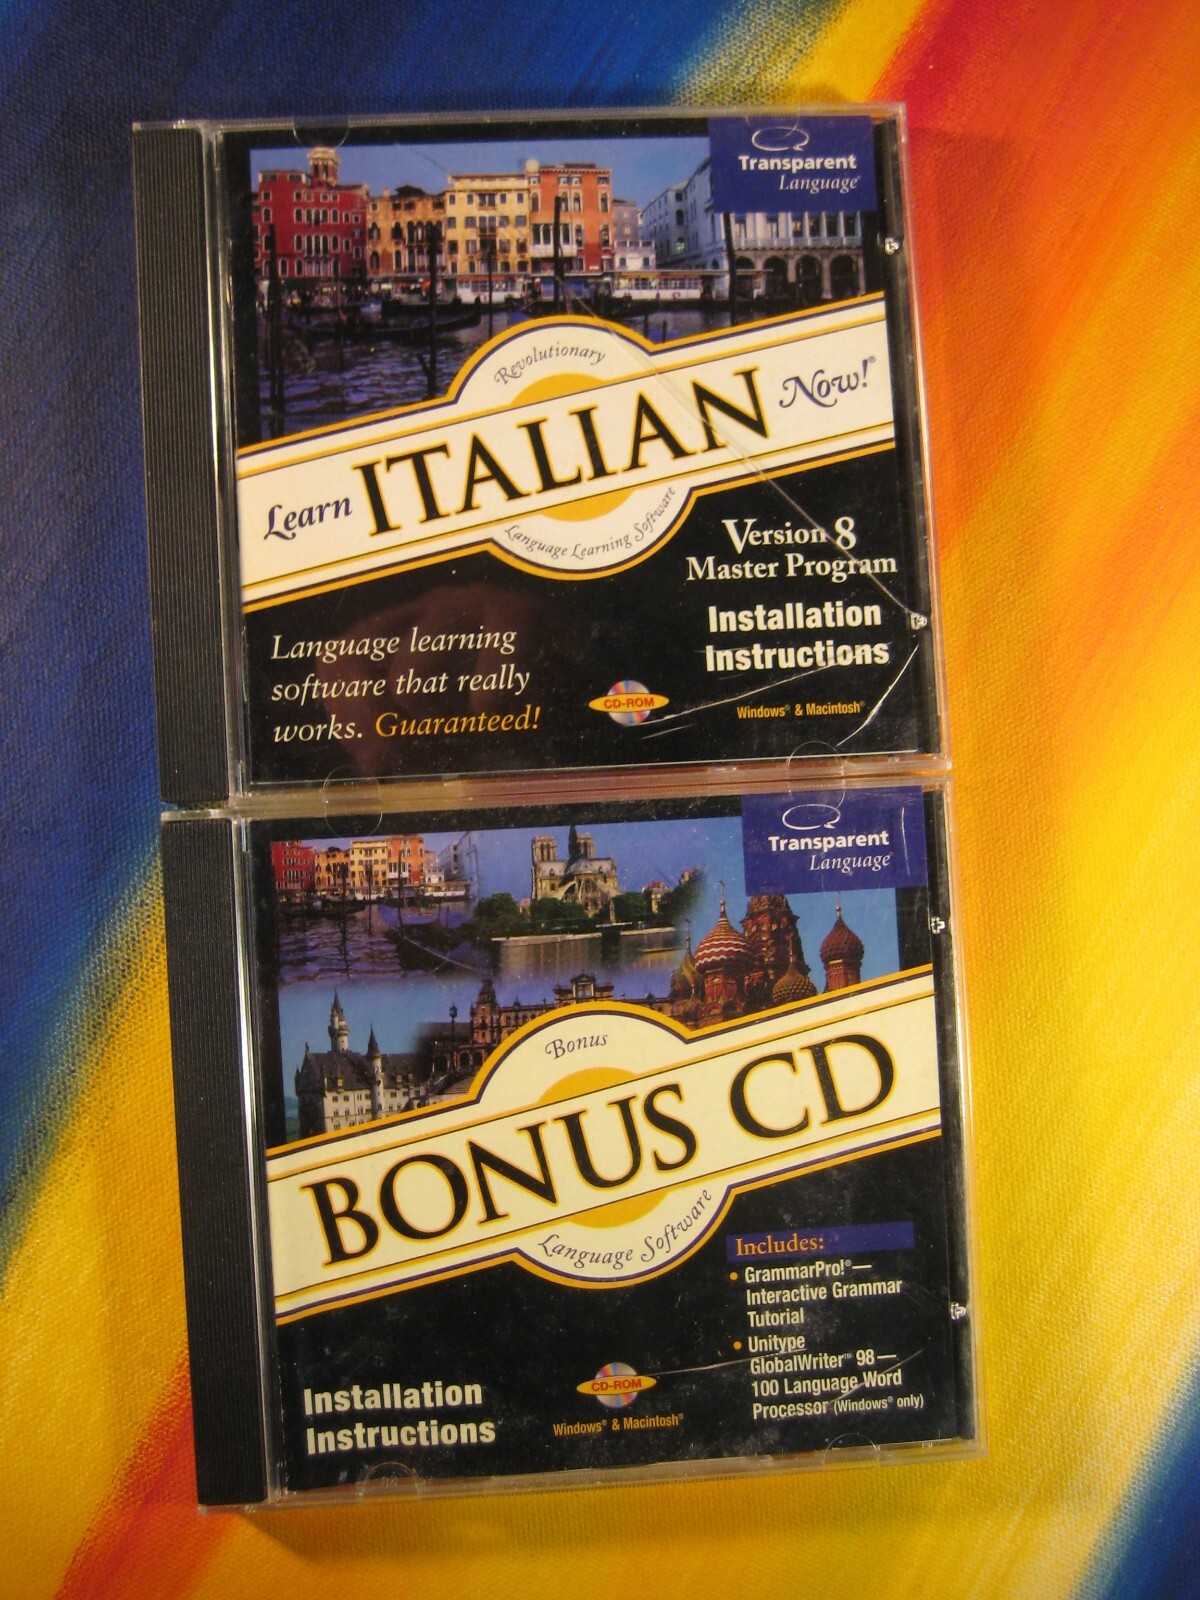 Transparent
Language®
Revolutionary
Learn ITALIAN Now!®
Language Learning Software
Version 8
Master Program
Installation
Instructions
Language learning
software that really
works. Guaranteed!
CD-ROM
Windows® & Macintosh®
Transparent
Language®
Bonus
BONUS CD
Language Software
Includes:
• GrammarPro!®—
Interactive Grammar
Tutorial
• Unitype
GlobalWriter™ 98—
100 Language Word
Processor (Windows® only)
Installation
Instructions
CD-ROM
Windows® & Macintosh®